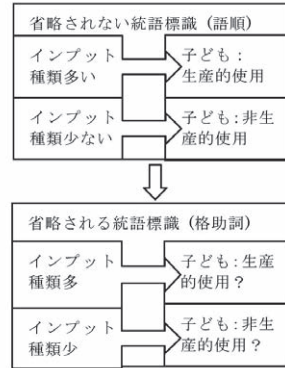 省略されない統語標識 (語順)
インプット
種類多い
子ども：
生産的使用
インプット
種類少ない
子ども：非生
産的使用
省略される統語標識 (格助詞)
インプット
種類多
子ども：生産
的使用？
インプット
種類少
子ども：非生
産的使用？